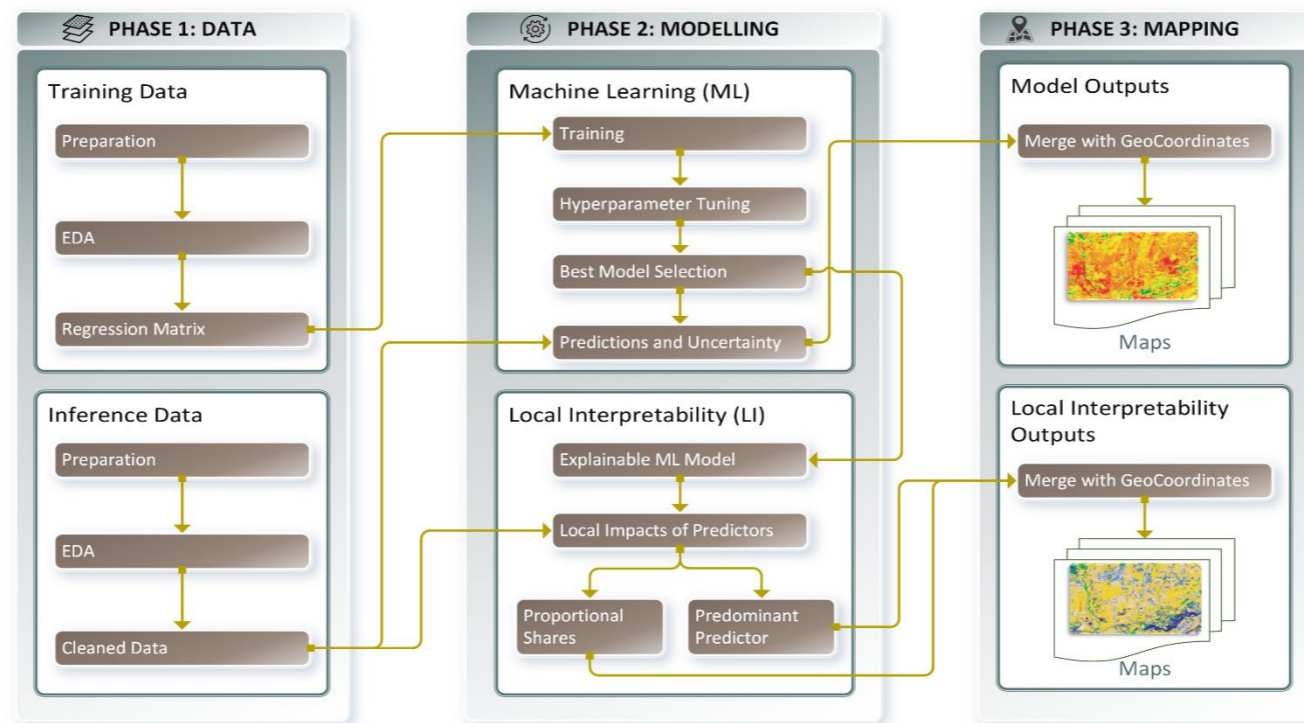 PHASE 1: DATA
Training Data
Preparation
EDA
Regression Matrix
Inference Data
Preparation
EDA
Cleaned Data
PHASE 2: MODELLING
Machine Learning (ML)
Training
Hyperparameter Tuning
Best Model Selection
Predictions and Uncertainty
Local Interpretability (LI)
Explainable ML Model
Local Impacts of Predictors
Proportional
Shares
Predominant
Predictor
PHASE 3: MAPPING
Model Outputs
Merge with GeoCoordinates
Maps
Local Interpretability
Outputs
Merge with GeoCoordinates
Maps